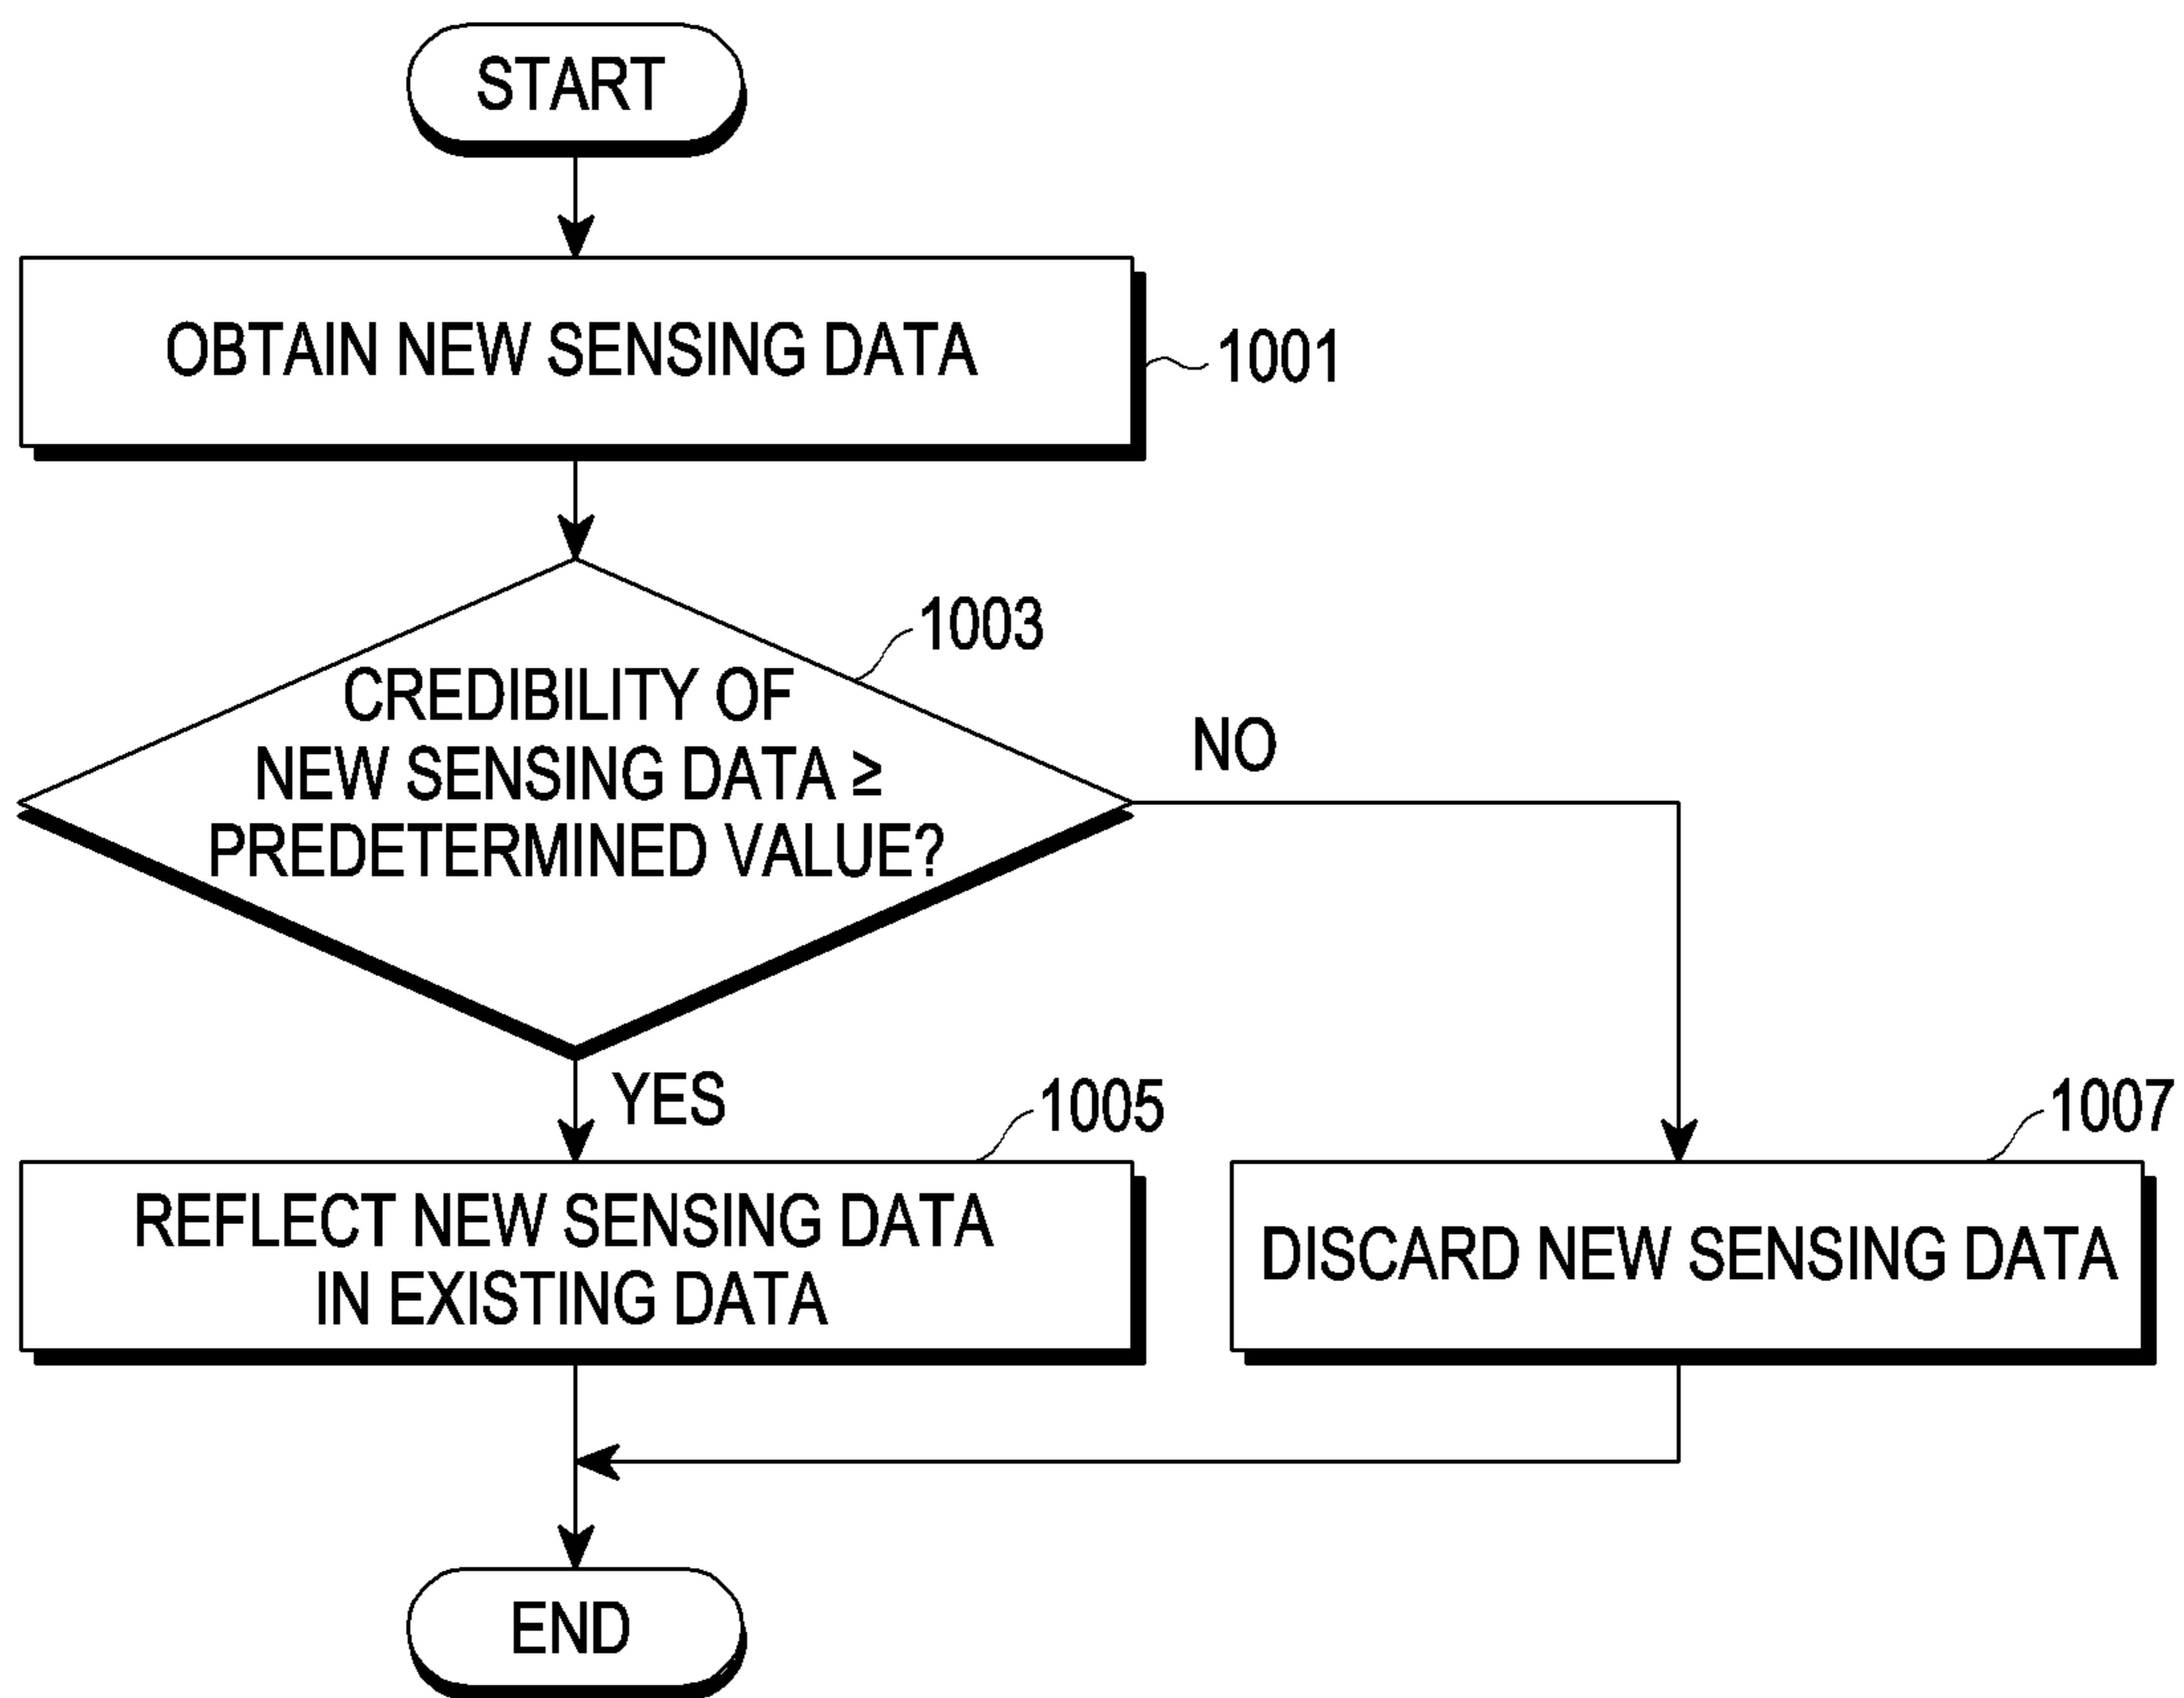 START
OBTAIN NEW SENSING DATA
1001
1003
CREDIBILITY OF
NEW SENSING DATA ≥
PREDETERMINED VALUE?
NO
YES
1005
REFLECT NEW SENSING DATA
IN EXISTING DATA
1007
DISCARD NEW SENSING DATA
END